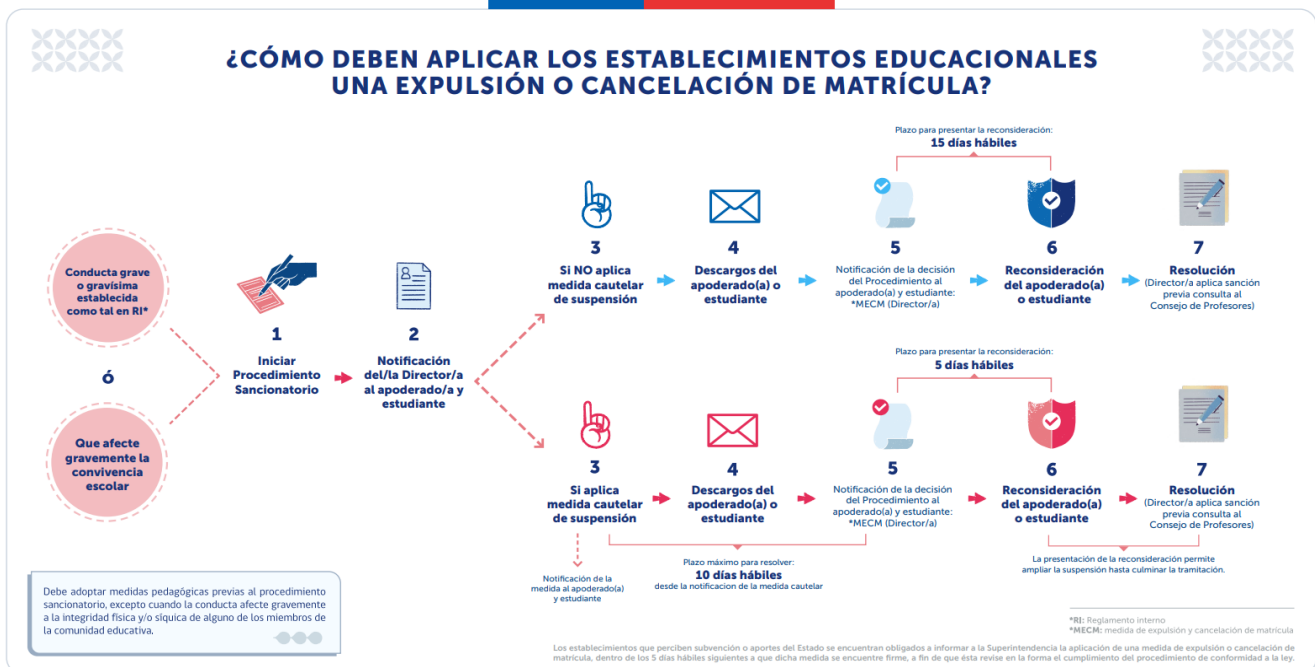 ¿CÓMO DEBEN APLICAR LOS ESTABLECIMIENTOS EDUCACIONALES
UNA EXPULSIÓN O CANCELACIÓN DE MATRÍCULA?
Conducta grave
o gravísima
establecida
como tal en RI*
ó
Que afecte
gravemente la
convivencia
escolar
1
Iniciar
Procedimiento
Sancionatorio
2
Notificación
del/la Director/a
al apoderado/a y
estudiante
3
Si NO aplica
medida cautelar
de suspensión
4
Descargos del
apoderado(a) o
estudiante
Plazo para presentar la reconsideración:
15 días hábiles
5
Notificación de la decisión
del Procedimiento al
apoderado(a) y estudiante:
*MECM (Director/a)
6
Reconsideración
del apoderado(a)
o estudiante
7
Resolución
(Director/a aplica sanción
previa consulta al
Consejo de Profesores)
3
Si aplica
medida cautelar
de suspensión
Notificación de la
medida al apoderado(a)
y estudiante
4
Descargos del
apoderado(a) o
estudiante
Plazo máximo para resolver:
10 días hábiles
desde la notificacion de la medida cautelar
Plazo para presentar la reconsideración:
5 días hábiles
5
Notificación de la decisión
del Procedimiento al
apoderado(a) y estudiante:
*MECM (Director/a)
6
Reconsideración
del apoderado(a)
o estudiante
7
Resolución
(Director/a aplica sanción
previa consulta al
Consejo de Profesores)
La presentación de la reconsideración permite
ampliar la suspensión hasta culminar la tramitación.
Debe adoptar medidas pedagógicas previas al procedimiento
sancionatorio, excepto cuando la conducta afecte gravemente
a la integridad física y/o síquica de alguno de los miembros de
la comunidad educativa.
*RI: Reglamento interno
*MECM: medida de expulsión y cancelación de matrícula
Los establecimientos que perciben subvención o aportes del Estado se encuentran obligados a informar a la Superintendencia la aplicación de una medida de expulsión o cancelación de
matrícula, dentro de los 5 días hábiles siguientes a que dicha medida se encuentre firme, a fin de que ésta revise en la forma el cumplimiento del procedimiento de conformidad a la ley.